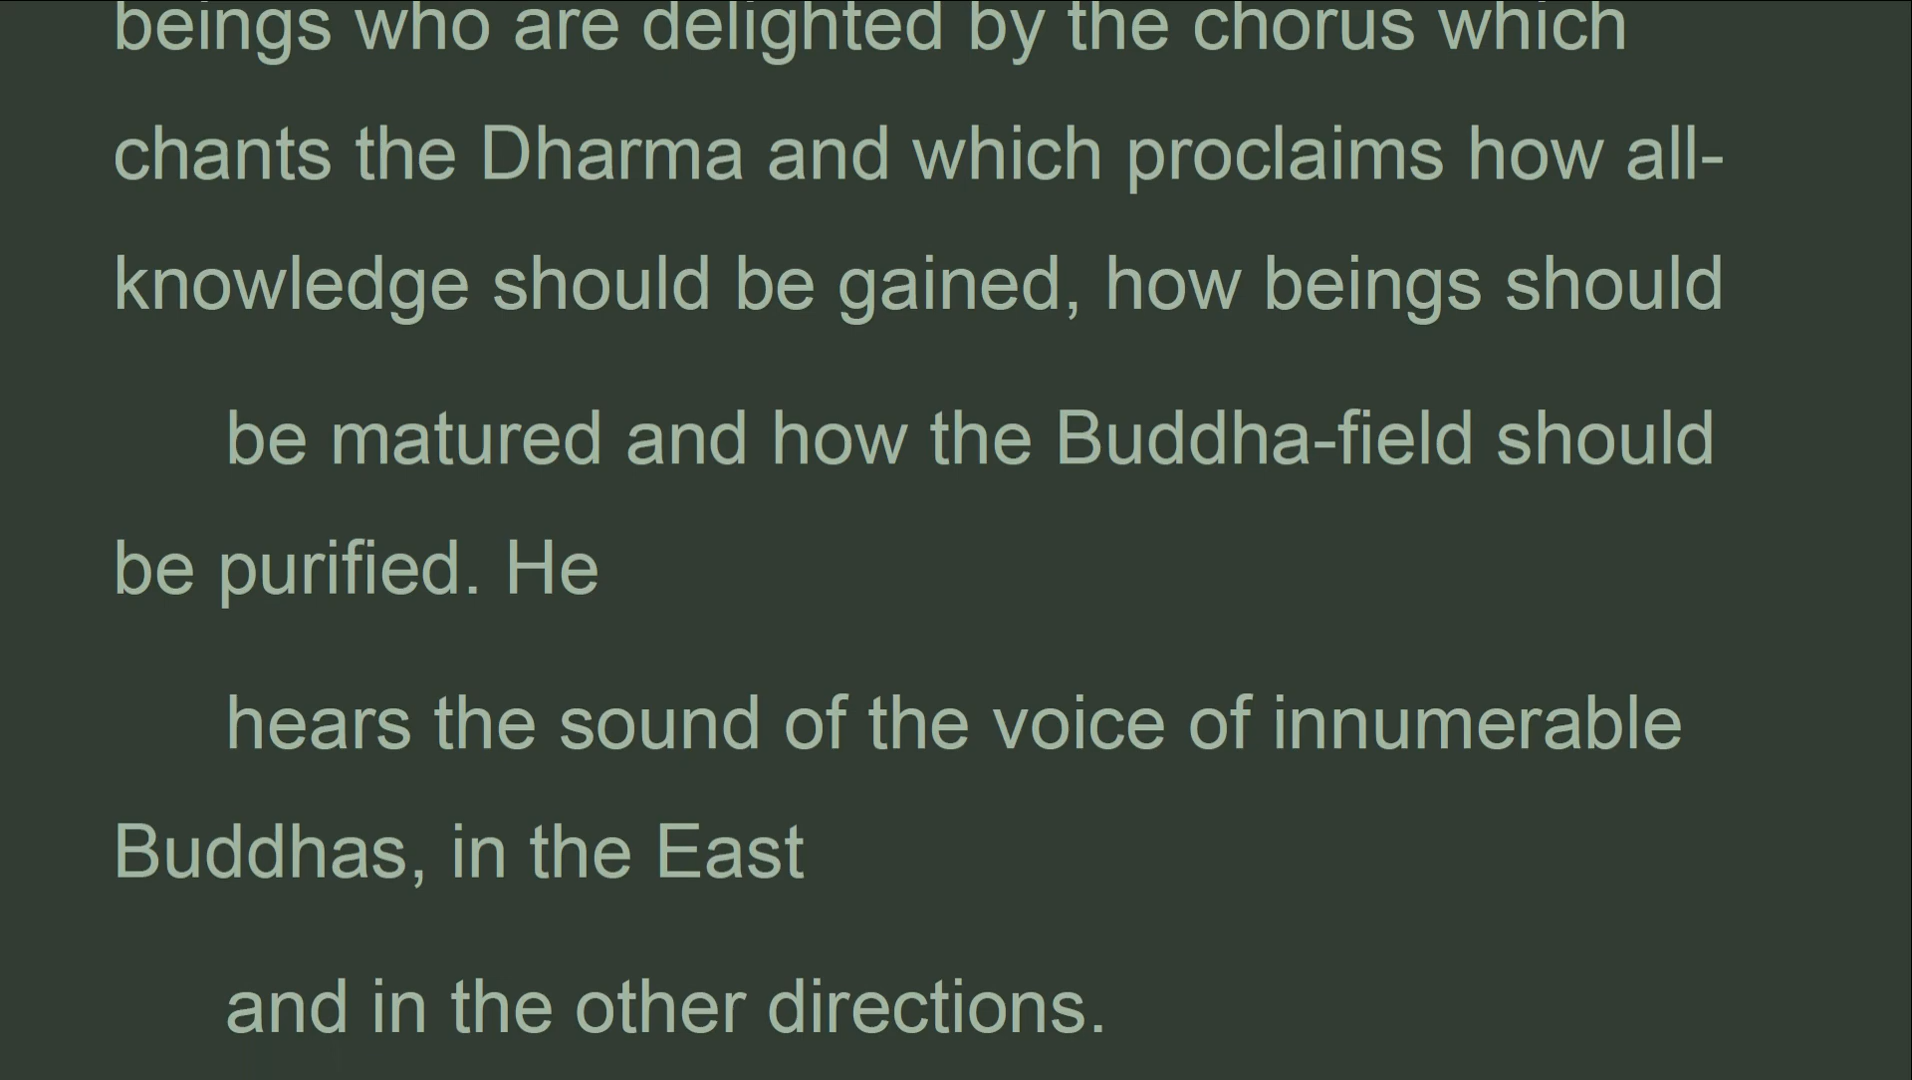 beings who are delighted by the chorus which
chants the Dharma and which proclaims how all-
knowledge should be gained, how beings should
be matured and how the Buddha-field should
be purified. He
hears the sound of the voice of innumerable
Buddhas, in the East
and in the other directions.